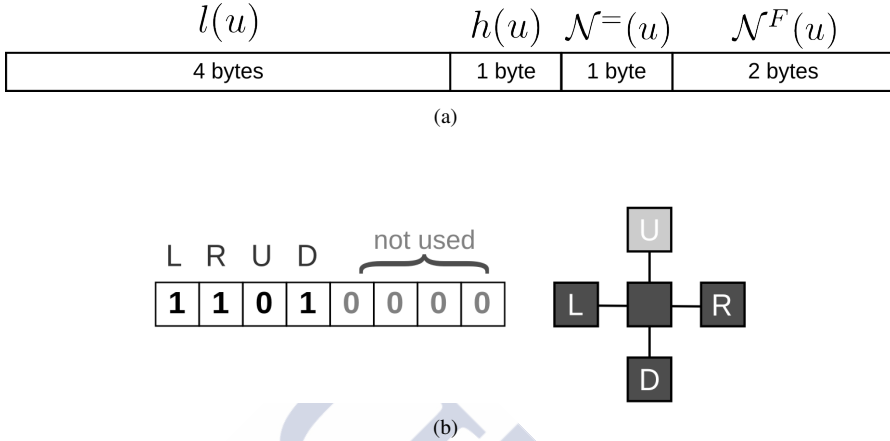 l(u) h(u) 𝒩⁼(u) 𝒩ᶠ(u)
4 bytes 1 byte 1 byte 2 bytes
(a)
not used
L R U D
1 1 0 1 0 0 0 0
U
L R
D
(b)